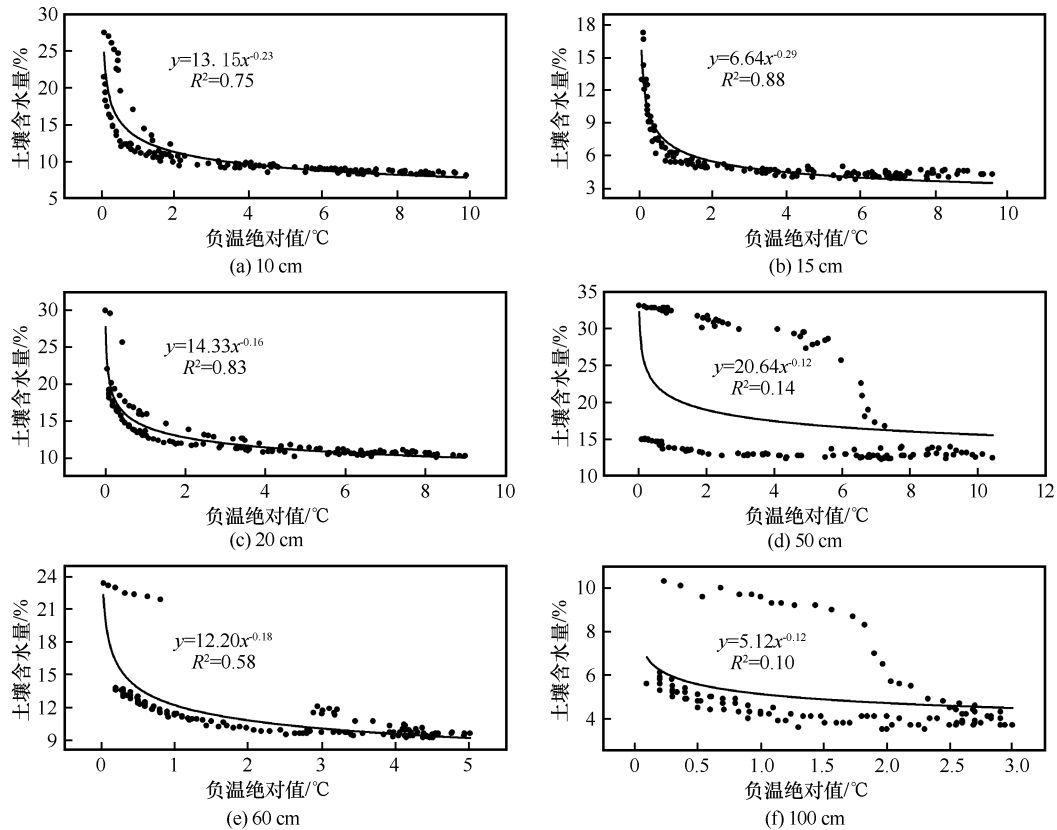 30
25
20
15
10
5
土壤含水量/%
y=13. 15x^-0.23
R²=0.75
0 2 4 6 8 10
负温绝对值/℃
(a) 10 cm
18
15
12
9
6
3
土壤含水量/%
y=6.64x^-0.29
R²=0.88
0 2 4 6 8 10
负温绝对值/℃
(b) 15 cm
30
25
20
15
10
土壤含水量/%
y=14.33x^-0.16
R²=0.83
0 2 4 6 8 10
负温绝对值/℃
(c) 20 cm
35
30
25
20
15
10
土壤含水量/%
y=20.64x^-0.12
R²=0.14
0 2 4 6 8 10 12
负温绝对值/℃
(d) 50 cm
24
21
18
15
12
9
土壤含水量/%
y=12.20x^-0.18
R²=0.58
0 1 2 3 4 5
负温绝对值/℃
(e) 60 cm
10
8
6
4
土壤含水量/%
y=5.12x^-0.12
R²=0.10
0 0.5 1.0 1.5 2.0 2.5 3.0
负温绝对值/℃
(f) 100 cm